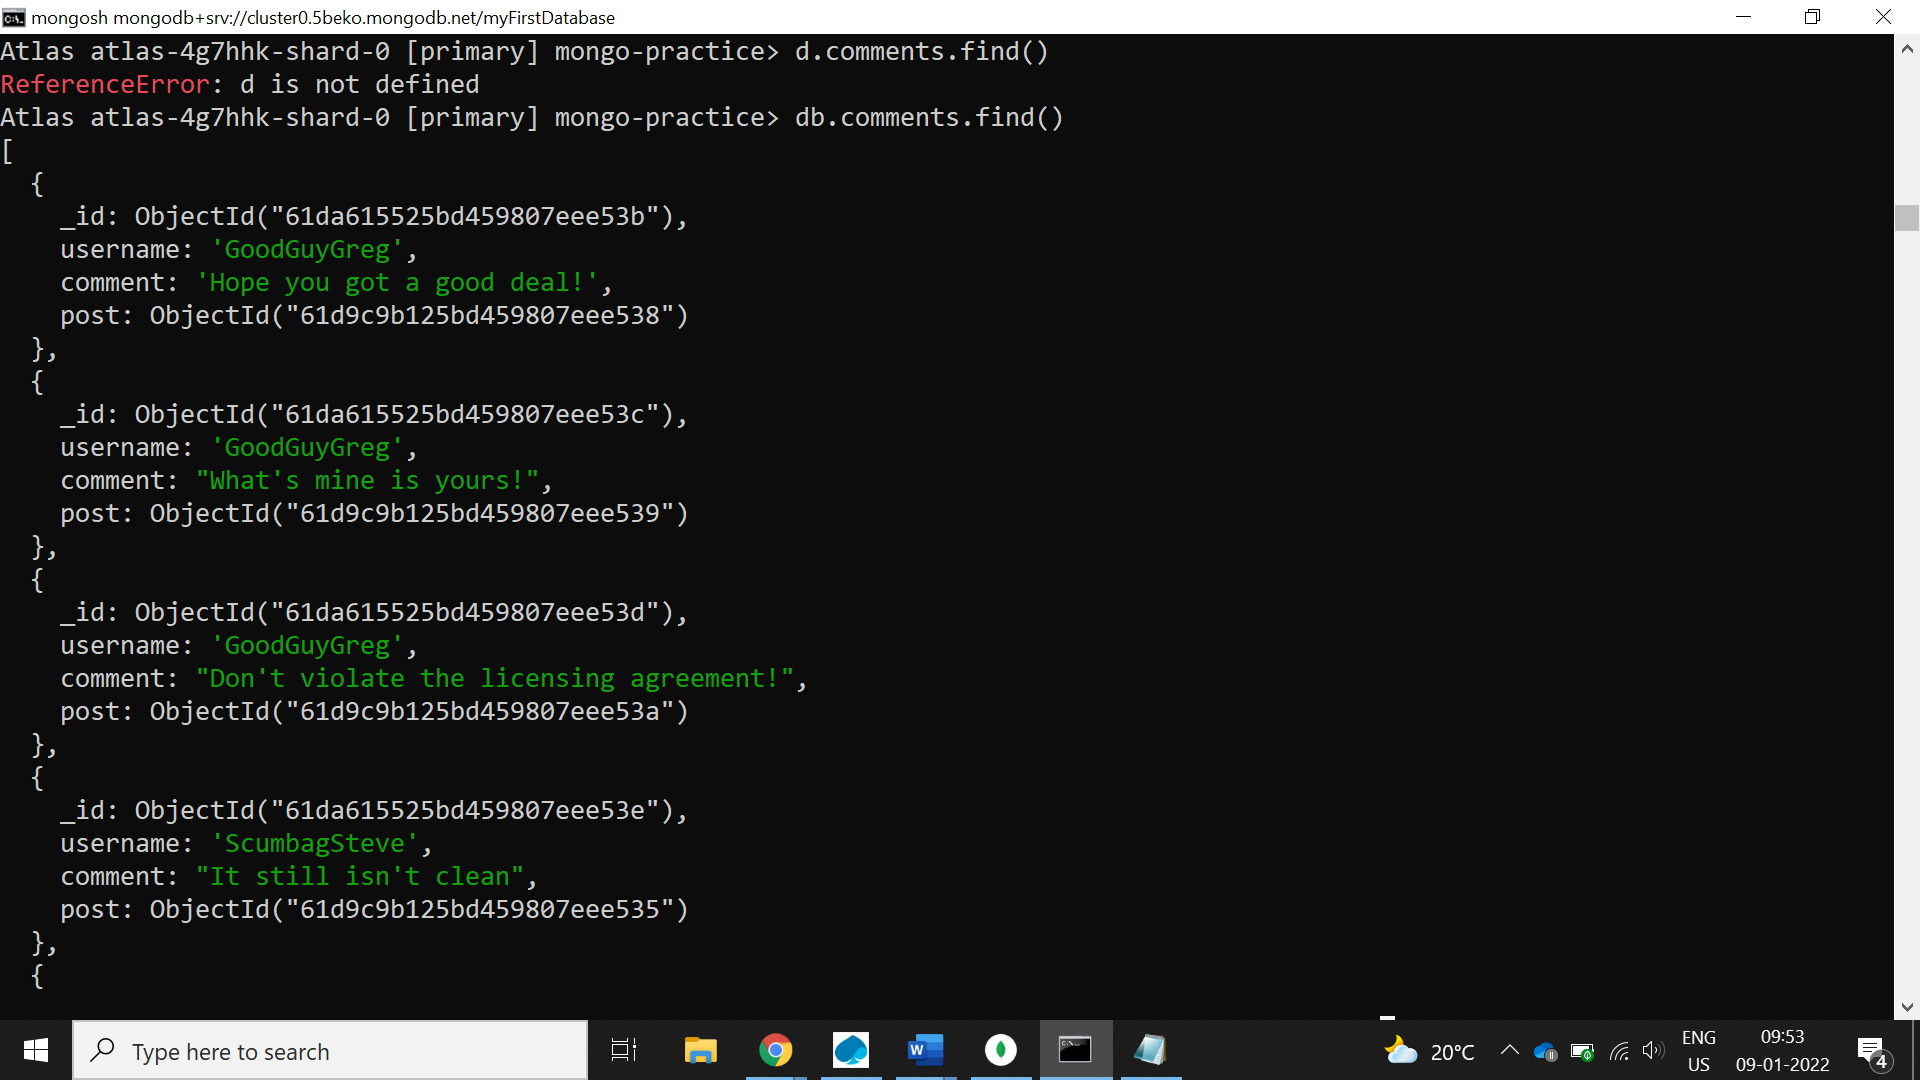 mongosh mongodb+srv://cluster0.5beko.mongodb.net/myFirstDatabase
Atlas atlas-4g7hhk-shard-0 [primary] mongo-practice> d.comments.find()
ReferenceError: d is not defined
Atlas atlas-4g7hhk-shard-0 [primary] mongo-practice> db.comments.find()
[
  {
    _id: ObjectId("61da615525bd459807eee53b"),
    username: 'GoodGuyGreg',
    comment: 'Hope you got a good deal!',
    post: ObjectId("61d9c9b125bd459807eee538")
  },
  {
    _id: ObjectId("61da615525bd459807eee53c"),
    username: 'GoodGuyGreg',
    comment: "What's mine is yours!",
    post: ObjectId("61d9c9b125bd459807eee539")
  },
  {
    _id: ObjectId("61da615525bd459807eee53d"),
    username: 'GoodGuyGreg',
    comment: "Don't violate the licensing agreement!",
    post: ObjectId("61d9c9b125bd459807eee53a")
  },
  {
    _id: ObjectId("61da615525bd459807eee53e"),
    username: 'ScumbagSteve',
    comment: "It still isn't clean",
    post: ObjectId("61d9c9b125bd459807eee535")
  },
  {
Type here to search
W
20°C
ENG
US
09:53
09-01-2022
4